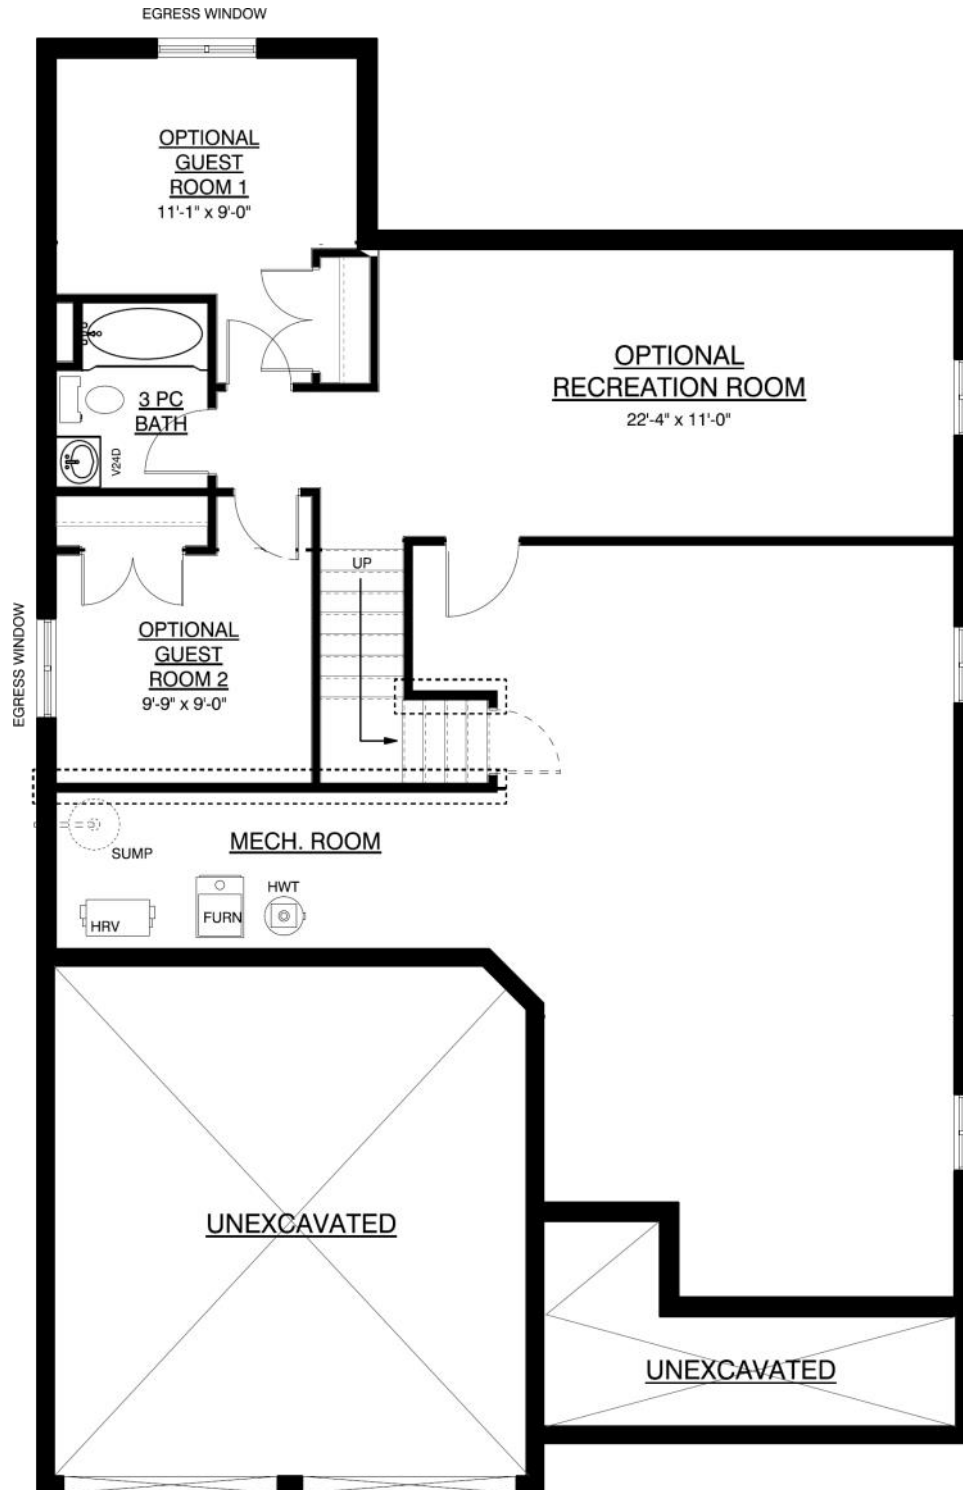 EGRESS WINDOW
OPTIONAL
GUEST
ROOM 1
11'-1" x 9'-0"
OPTIONAL
RECREATION ROOM
22'-4" x 11'-0"
3 PC
BATH
V24D
UP
EGRESS WINDOW
OPTIONAL
GUEST
ROOM 2
9'-9" x 9'-0"
MECH. ROOM
SUMP
HRV
FURN
HWT
UNEXCAVATED
UNEXCAVATED